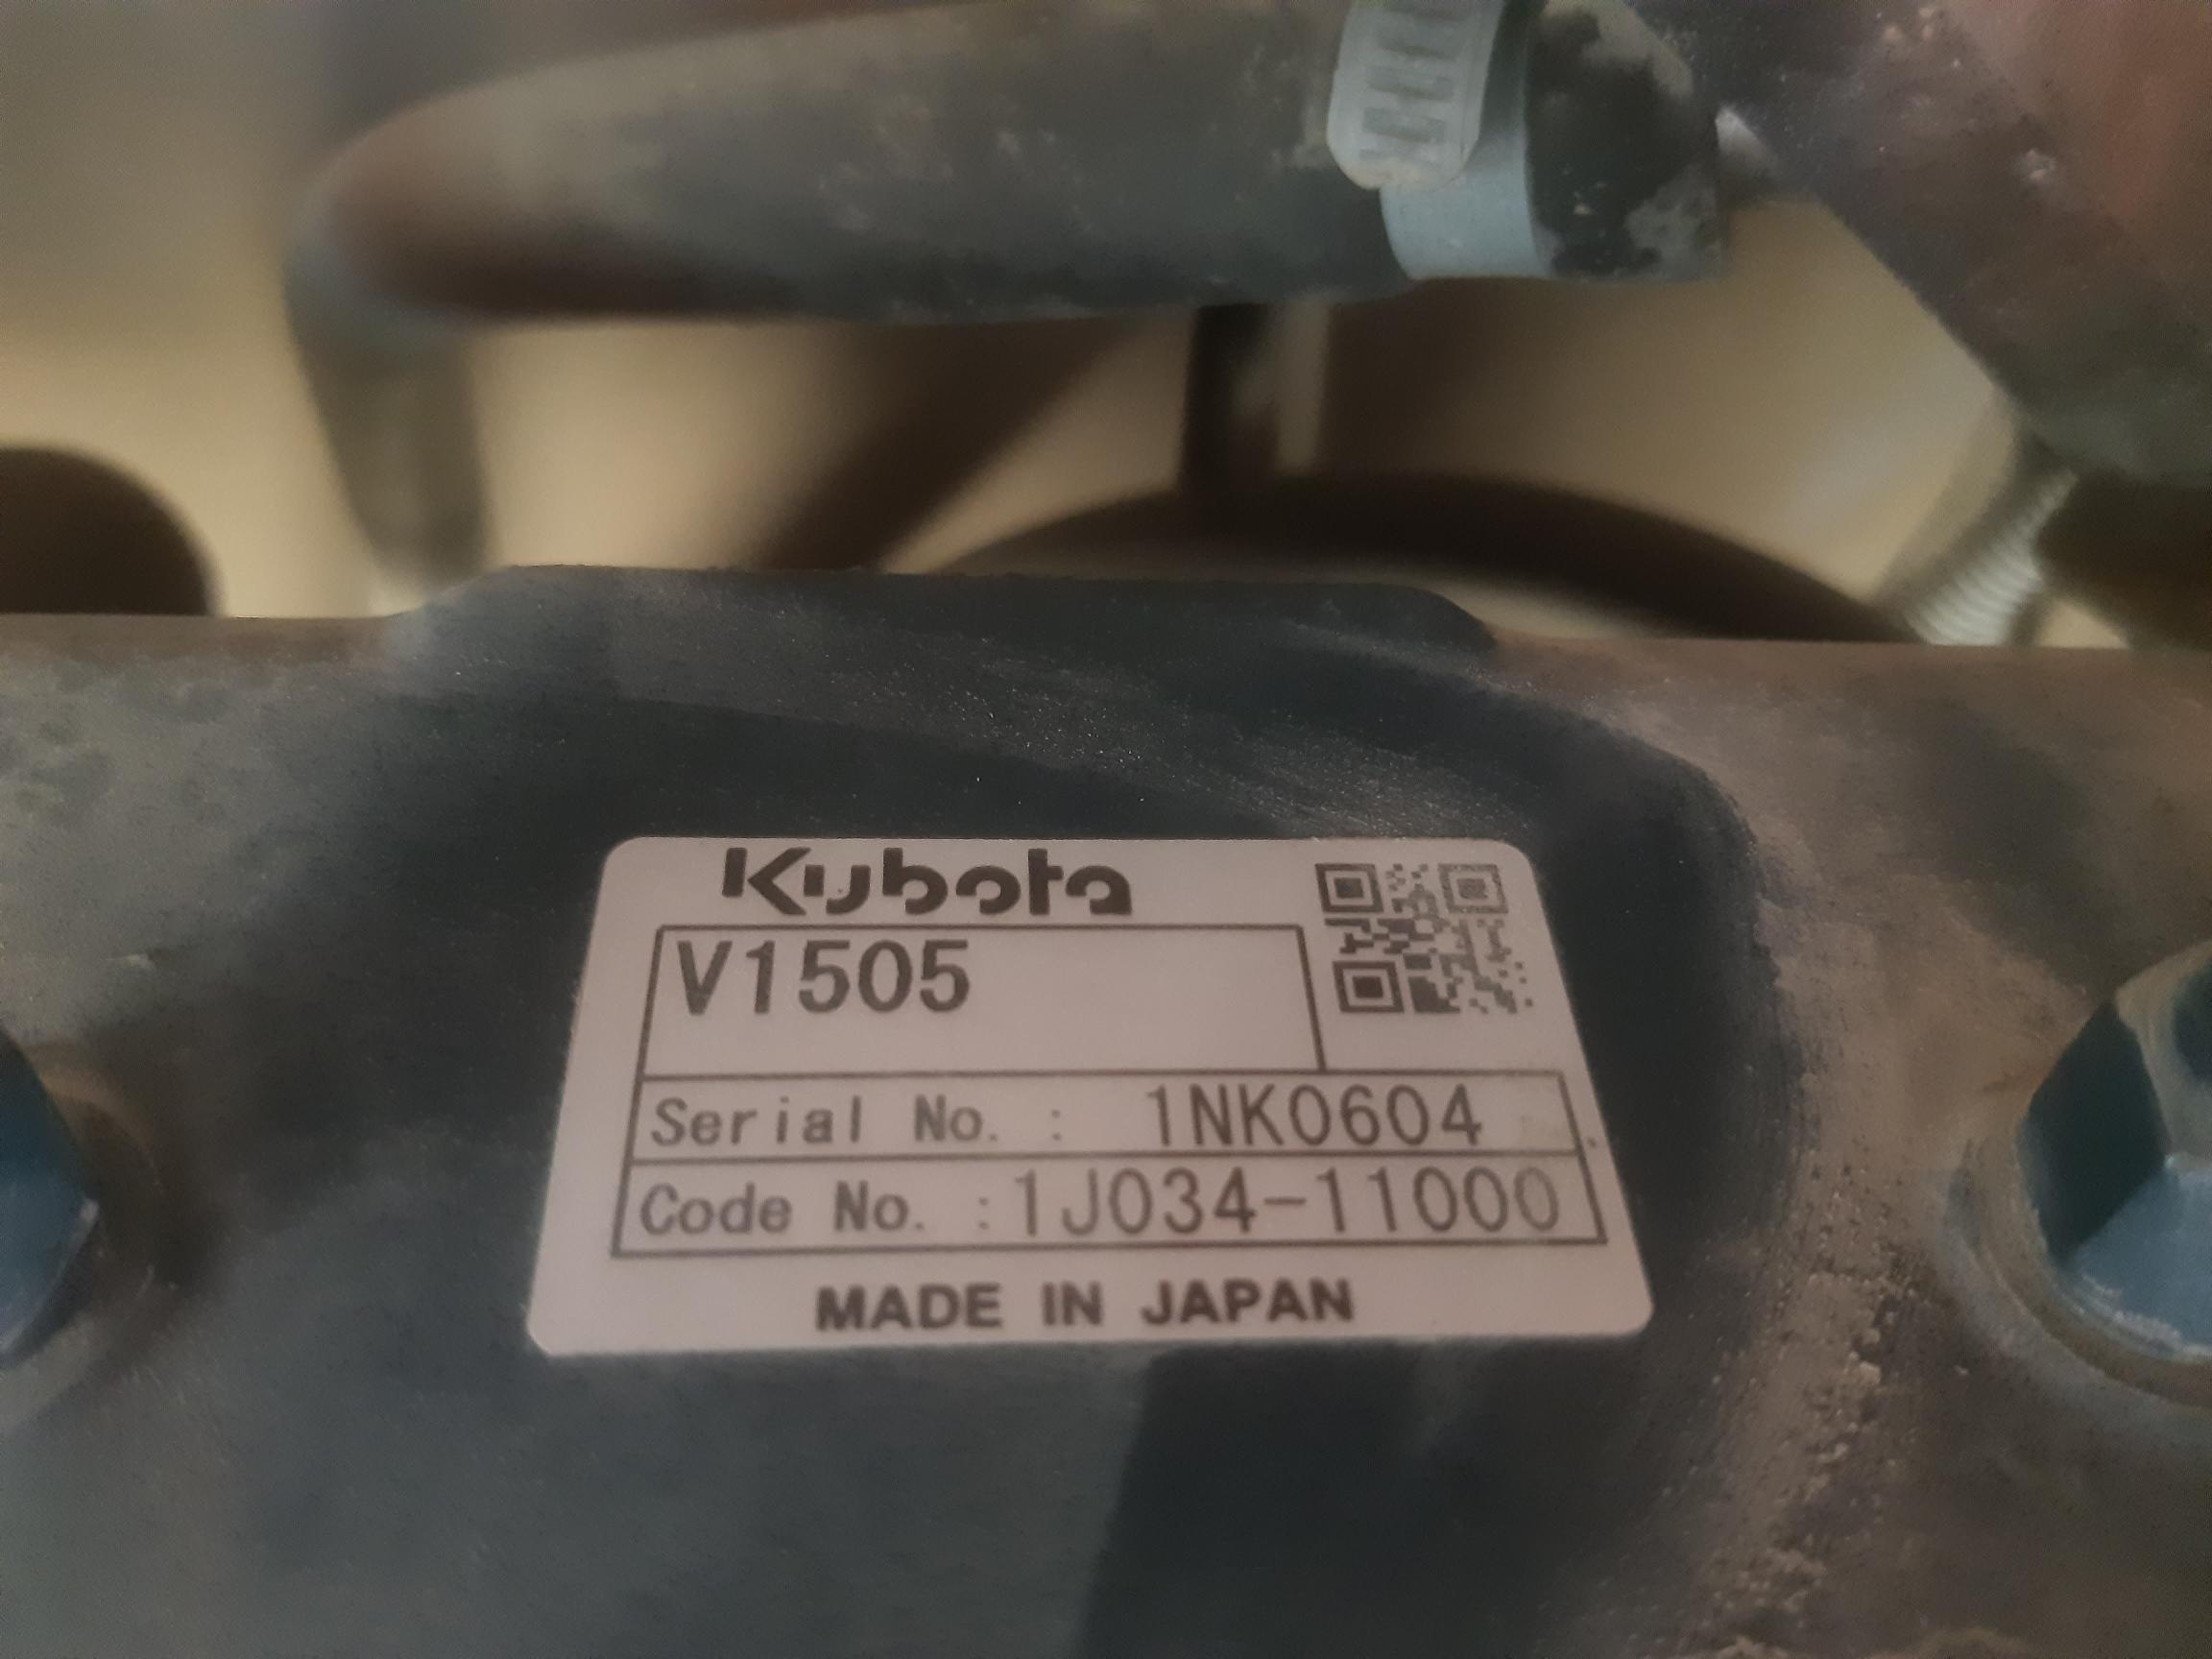 Kubota
V1505
Serial No. : 1NK0604
Code No. :1J034-11000
MADE IN JAPAN